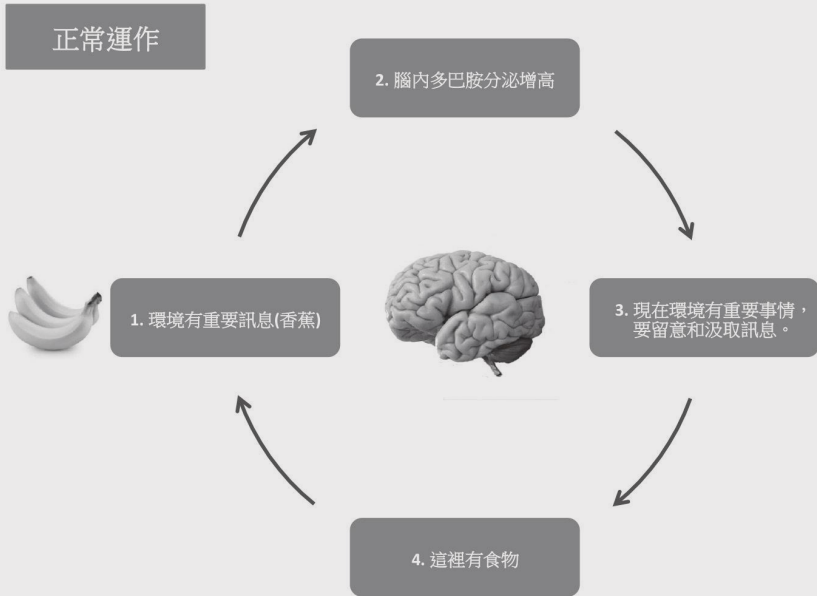 正常運作
2. 腦內多巴胺分泌增高
1. 環境有重要訊息(香蕉)
3. 現在環境有重要事情，
要留意和汲取訊息。
4. 這裡有食物